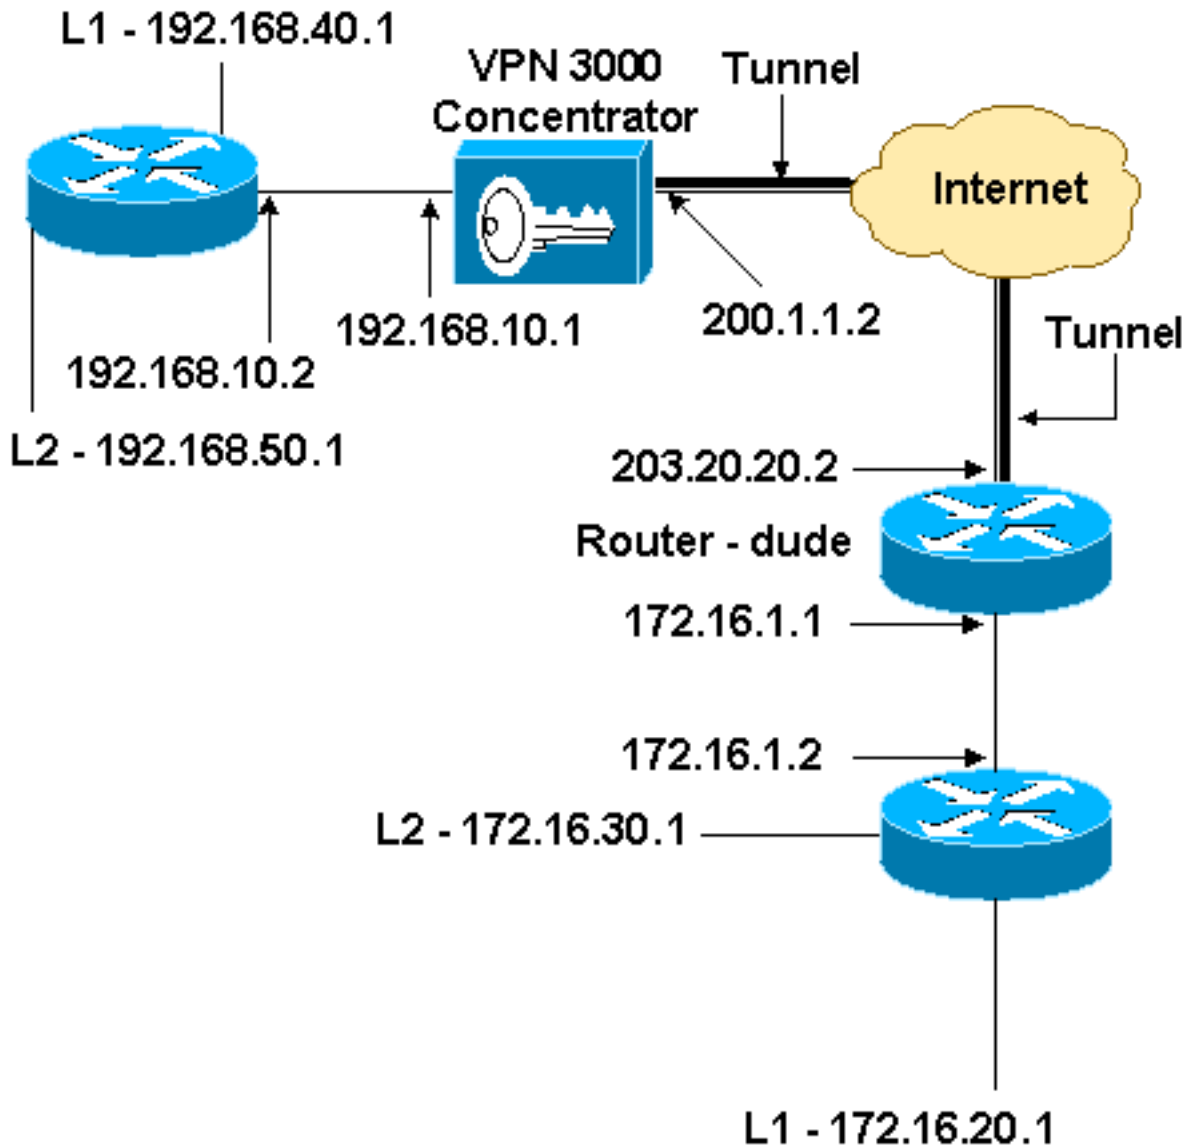 L1 - 192.168.40.1
VPN 3000
Concentrator
Tunnel
Internet
192.168.10.1
200.1.1.2
Tunnel
192.168.10.2
L2 - 192.168.50.1
203.20.20.2
Router - dude
172.16.1.1
172.16.1.2
L2 - 172.16.30.1
L1 - 172.16.20.1